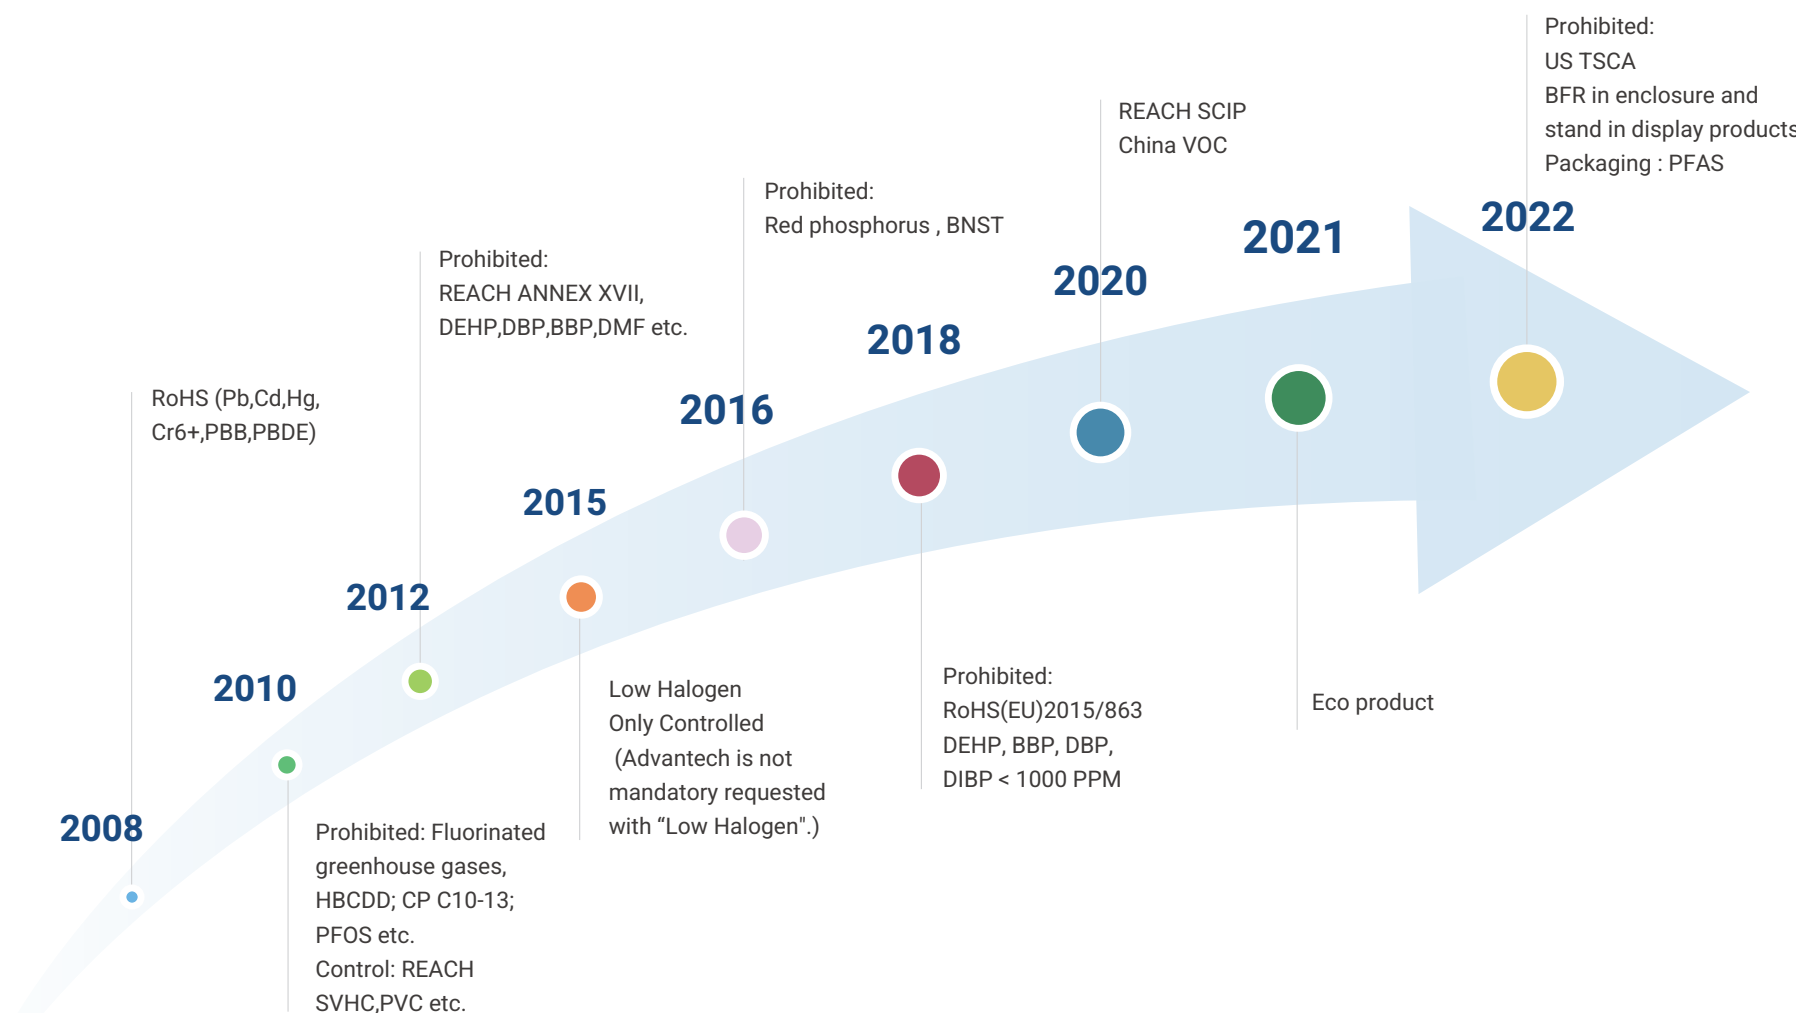 2008
RoHS (Pb,Cd,Hg,
Cr6+,PBB,PBDE)
2010
Prohibited: Fluorinated
greenhouse gases,
HBCDD; CP C10-13;
PFOS etc.
Control: REACH
SVHC,PVC etc.
2012
Prohibited:
REACH ANNEX XVII,
DEHP,DBP,BBP,DMF etc.
2015
Low Halogen
Only Controlled
(Advantech is not
mandatory requested
with “Low Halogen".)
2016
Prohibited:
Red phosphorus , BNST
2018
Prohibited:
RoHS(EU)2015/863
DEHP, BBP, DBP,
DIBP < 1000 PPM
2020
REACH SCIP
China VOC
2021
Eco product
2022
Prohibited:
US TSCA
BFR in enclosure and
stand in display products
Packaging : PFAS